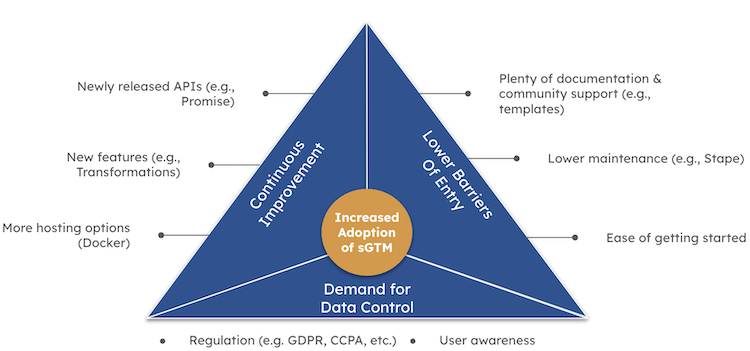 Newly released APIs (e.g.,
Promise)
New features (e.g.,
Transformations)
More hosting options
(Docker)
Continuous
Improvement
Lower Barriers
Of Entry
Plenty of documentation &
community support (e.g.,
templates)
Lower maintenance (e.g., Stape)
Ease of getting started
Increased
Adoption
of sGTM
Demand for
Data Control
Regulation (e.g. GDPR, CCPA, etc.)
User awareness